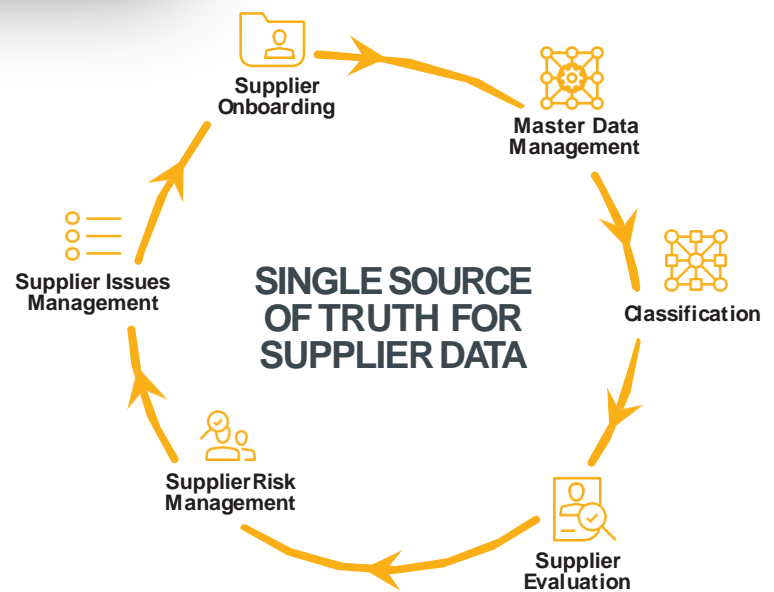 Supplier
Onboarding
Master Data
Management
Classification
Supplier Evaluation
Supplier Risk
Management
Supplier Issues
Management
SINGLE SOURCE
OF TRUTH FOR
SUPPLIER DATA